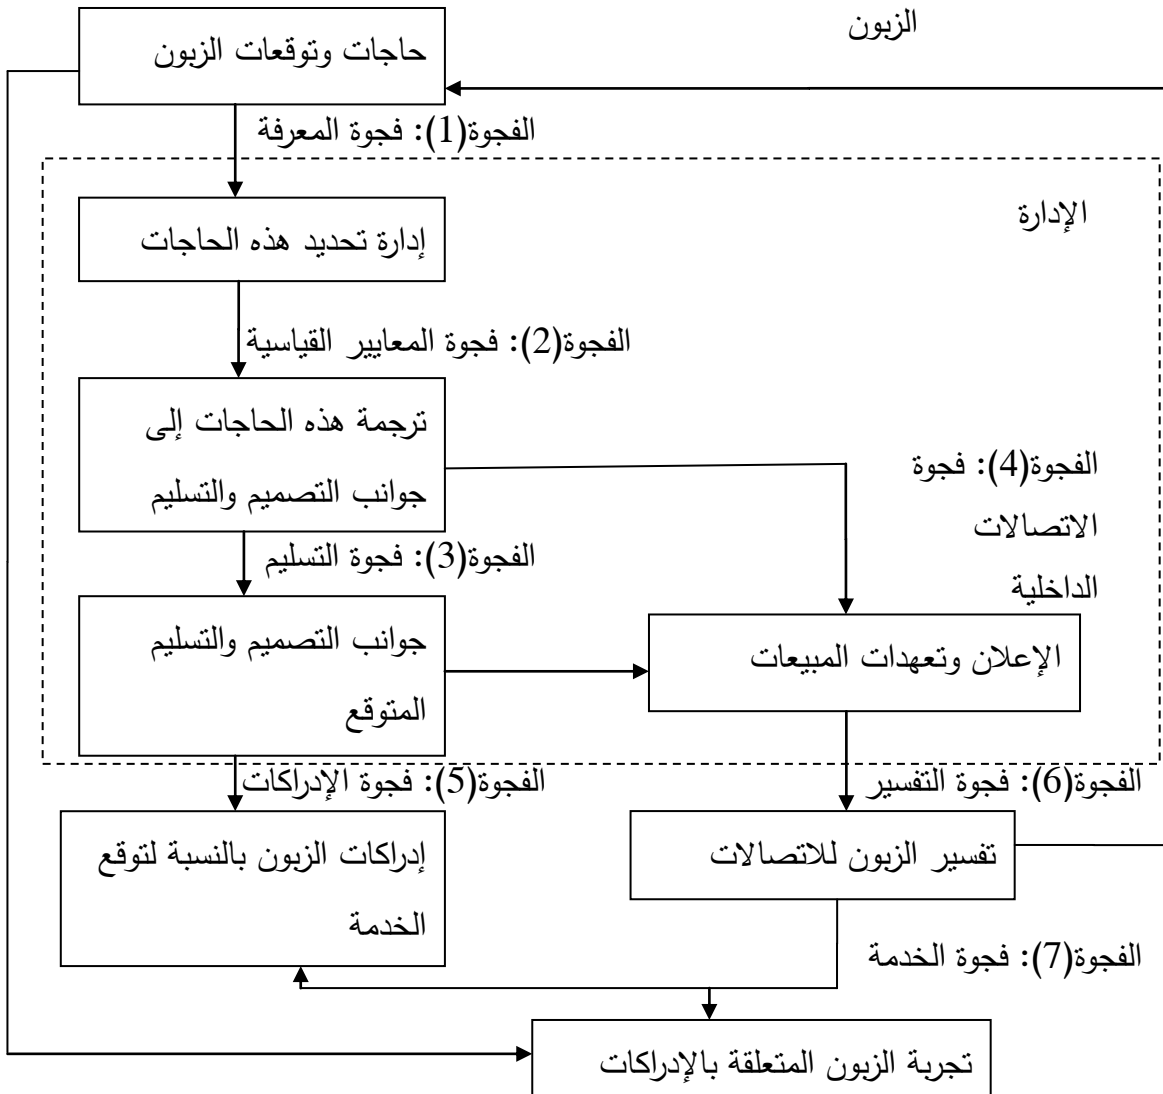 الزبون
حاجات وتوقعات الزبون
الفجوة(1): فجوة المعرفة
الإدارة
إدارة تحديد هذه الحاجات
الفجوة(2): فجوة المعايير القياسية
ترجمة هذه الحاجات إلى
جوانب التصميم والتسليم
الفجوة(4): فجوة
الاتصالات
الداخلية
الفجوة(3): فجوة التسليم
جوانب التصميم والتسليم
المتوقع
الإعلان وتعهدات المبيعات
الفجوة(5): فجوة الإدراكات
الفجوة(6): فجوة التفسير
إدراكات الزبون بالنسبة لتوقع
الخدمة
تفسير الزبون للاتصالات
الفجوة(7): فجوة الخدمة
تجربة الزبون المتعلقة بالإدراكات